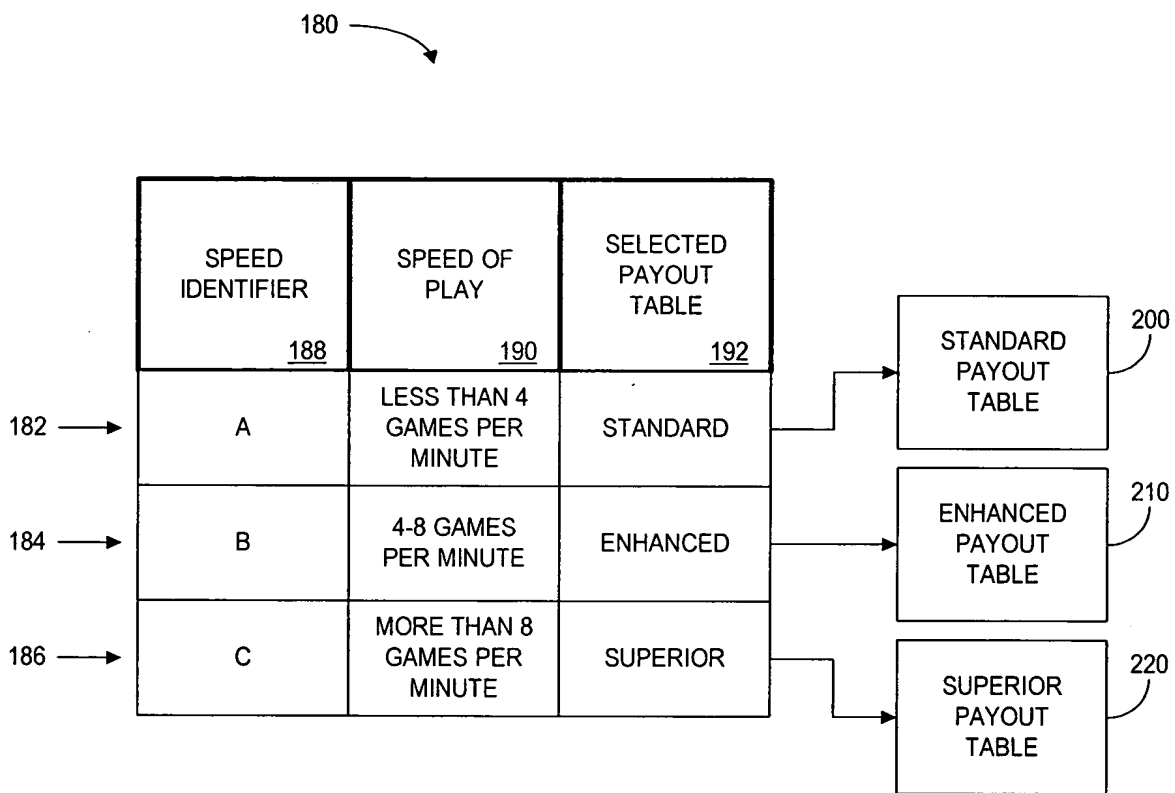 180
SPEED
IDENTIFIER
188
SPEED OF
PLAY
190
SELECTED
PAYOUT
TABLE
192
182
A
LESS THAN 4
GAMES PER
MINUTE
STANDARD
184
B
4-8 GAMES
PER MINUTE
ENHANCED
186
C
MORE THAN 8
GAMES PER
MINUTE
SUPERIOR
STANDARD
PAYOUT
TABLE
200
ENHANCED
PAYOUT
TABLE
210
SUPERIOR
PAYOUT
TABLE
220